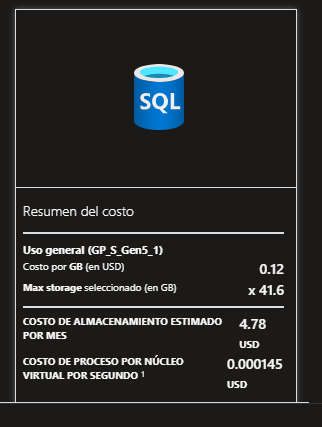 SQL
Resumen del costo
Uso general (GP_S_Gen5_1)
Costo por GB (en USD) 0.12
Max storage seleccionado (en GB) x 41.6
COSTO DE ALMACENAMIENTO ESTIMADO 4.78
POR MES USD
COSTO DE PROCESO POR NÚCLEO 0.000145
VIRTUAL POR SEGUNDO ¹ USD